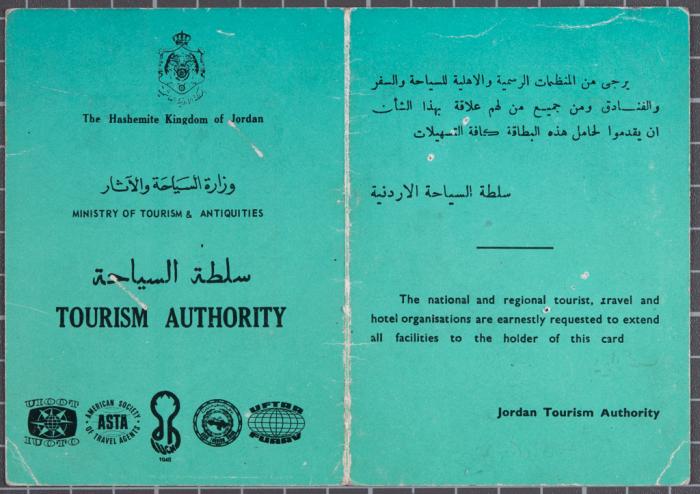 The Hashemite Kingdom of Jordan
وزارة السياحة والآثار
MINISTRY OF TOURISM & ANTIQUITIES
سلطة السياحة
TOURISM AUTHORITY
UIOOT
IUOTO
AMERICAN SOCIETY
ASTA
OF TRAVEL AGENTS
1945
UFTAA
FUAAV
يرجى من المنظمات الرسمية والاهلية للسياحة والسفر
والفنادق ومن جميع من لهم علاقة بهذا الشأن
ان يقدموا لحامل هذه البطاقة كافة التسهيلات
سلطة السياحة الاردنية
The national and regional tourist, travel and
hotel organisations are earnestly requested to extend
all facilities to the holder of this card
Jordan Tourism Authority